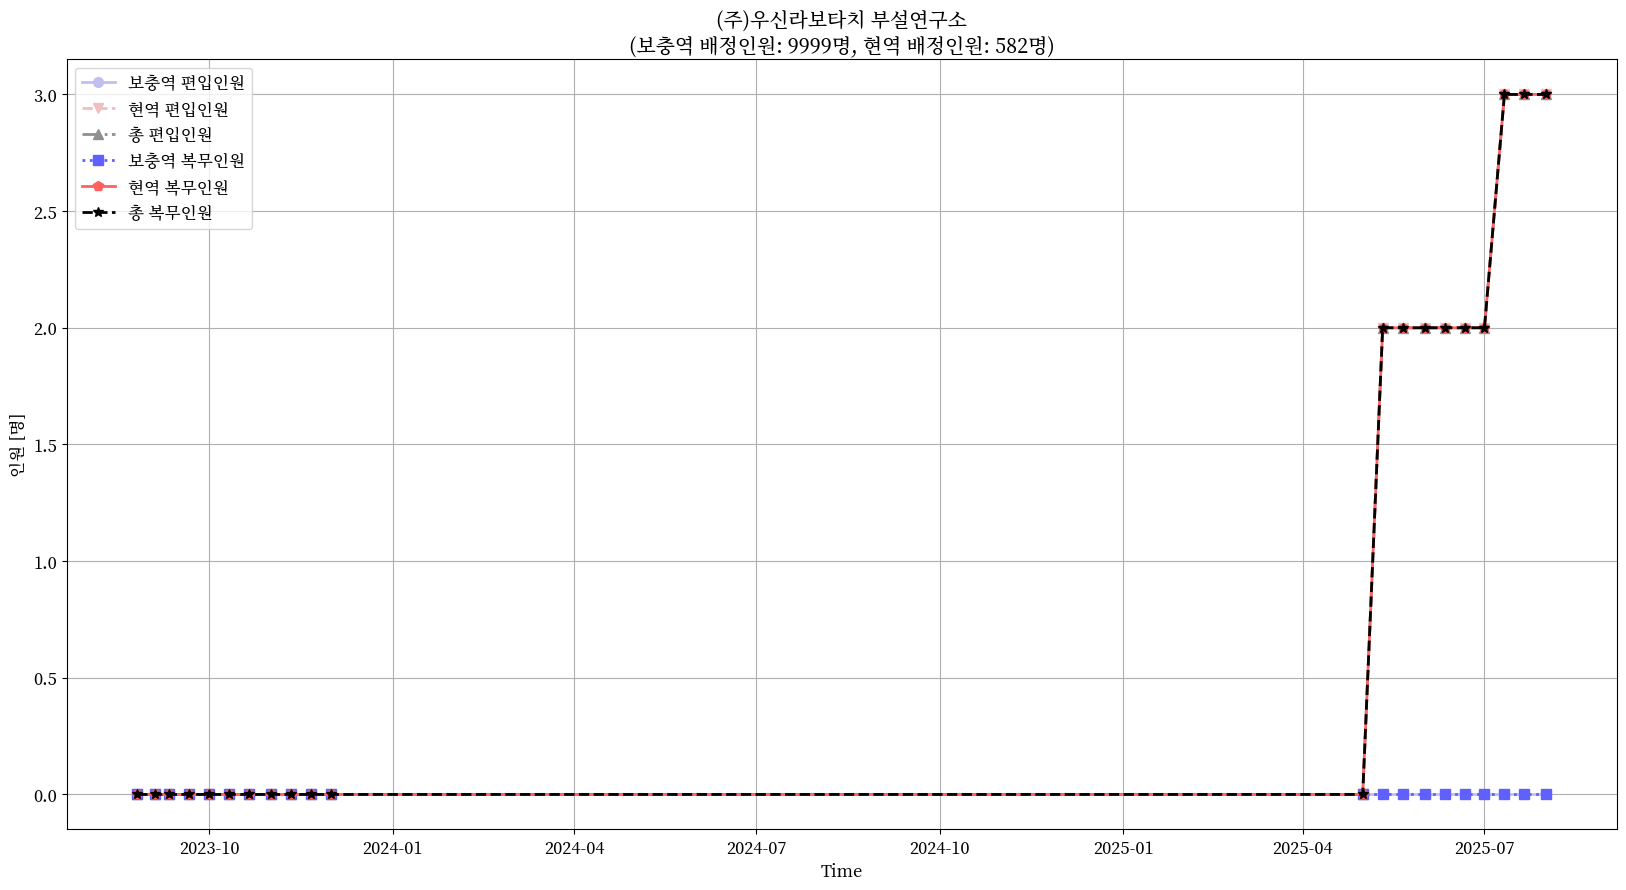 (주)우신라보타치 부설연구소
(보충역 배정인원: 9999명, 현역 배정인원: 582명)
보충역 편입인원
현역 편입인원
총 편입인원
보충역 복무인원
현역 복무인원
총 복무인원
3.0
2.5
2.0
1.5
1.0
0.5
0.0
인원 [명]
2023-10
2024-01
2024-04
2024-07
2024-10
2025-01
2025-04
2025-07
Time